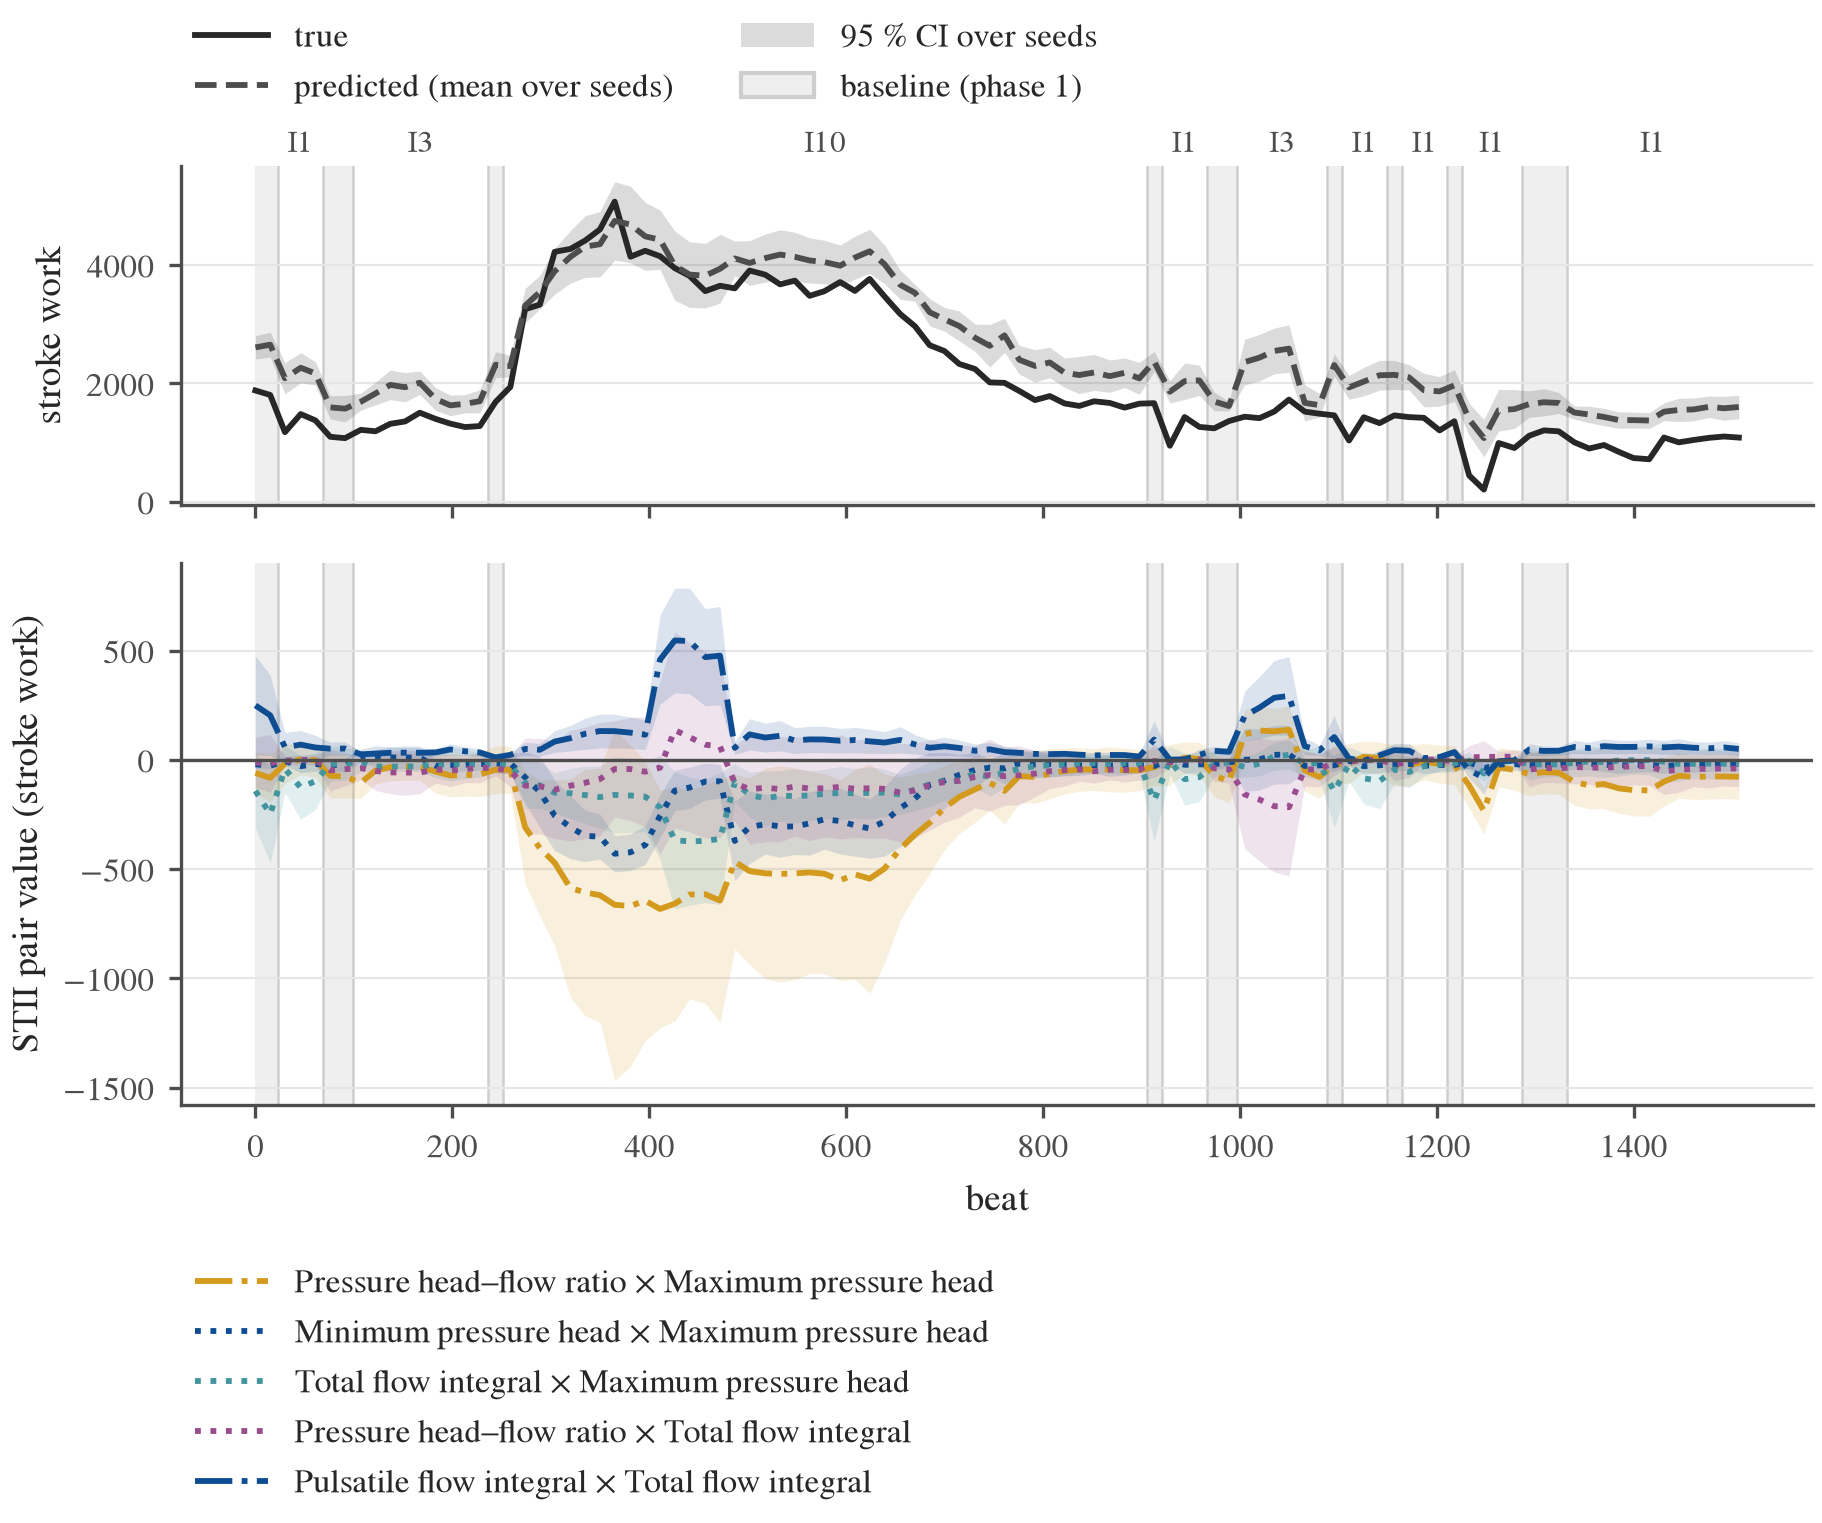 true
95 % CI over seeds
predicted (mean over seeds)
baseline (phase 1)
I1 I3 I10 I1 I3 I1 I1 I1 I1
stroke work
4000
2000
0
STII pair value (stroke work)
500
0
−500
−1000
−1500
0 200 400 600 800 1000 1200 1400
beat
Pressure head–flow ratio × Maximum pressure head
Minimum pressure head × Maximum pressure head
Total flow integral × Maximum pressure head
Pressure head–flow ratio × Total flow integral
Pulsatile flow integral × Total flow integral